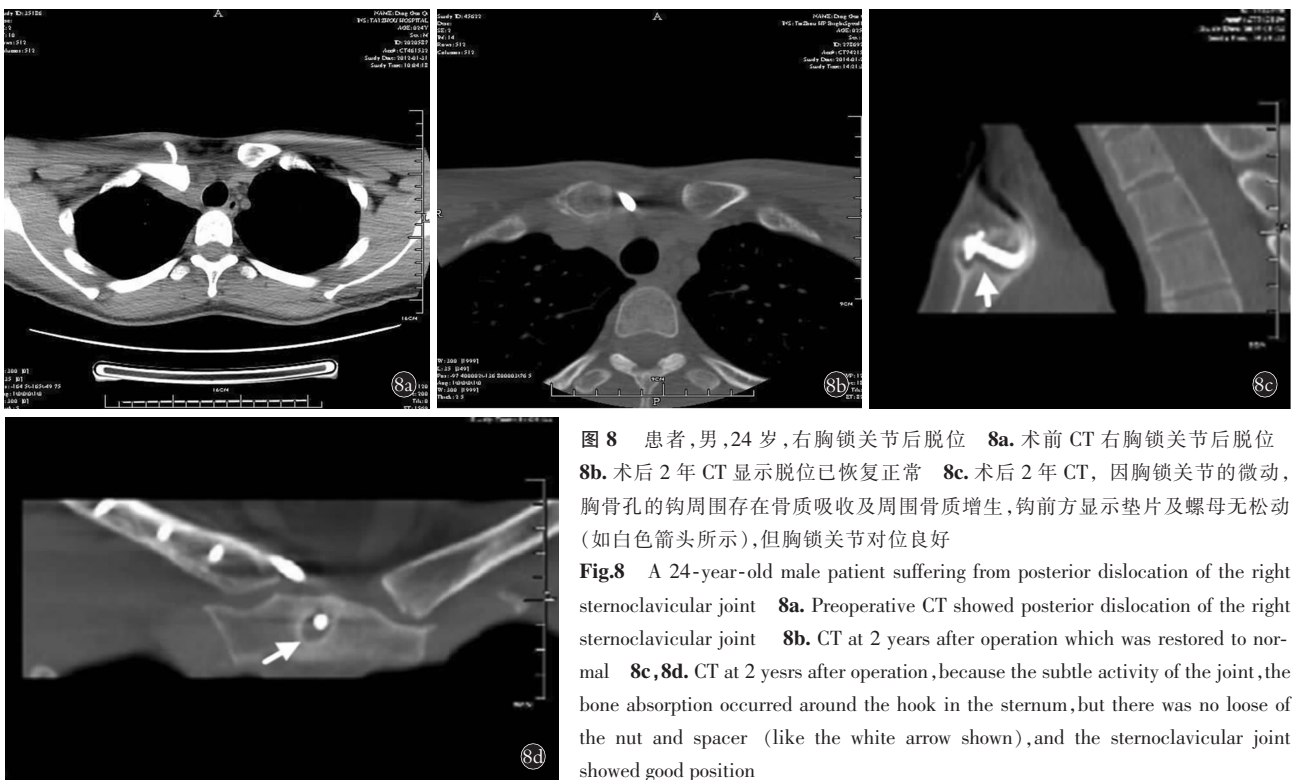 A
TAIZHOU HOSPITAL
16CM
16CM
8a
A
R
9CM
9CM
P
8b
8c
8d
图 8 患者,男,24 岁,右胸锁关节后脱位 8a. 术前 CT 右胸锁关节后脱位
8b. 术后 2 年 CT 显示脱位已恢复正常 8c. 术后 2 年 CT, 因胸锁关节的微动,
胸骨孔的钩周围存在骨质吸收及周围骨质增生,钩前方显示垫片及螺母无松动
(如白色箭头所示),但胸锁关节对位良好
Fig.8 A 24-year-old male patient suffering from posterior dislocation of the right
sternoclavicular joint 8a. Preoperative CT showed posterior dislocation of the right
sternoclavicular joint 8b. CT at 2 years after operation which was restored to nor-
mal 8c,8d. CT at 2 yesrs after operation,because the subtle activity of the joint,the
bone absorption occurred around the hook in the sternum,but there was no loose of
the nut and spacer (like the white arrow shown),and the sternoclavicular joint
showed good position